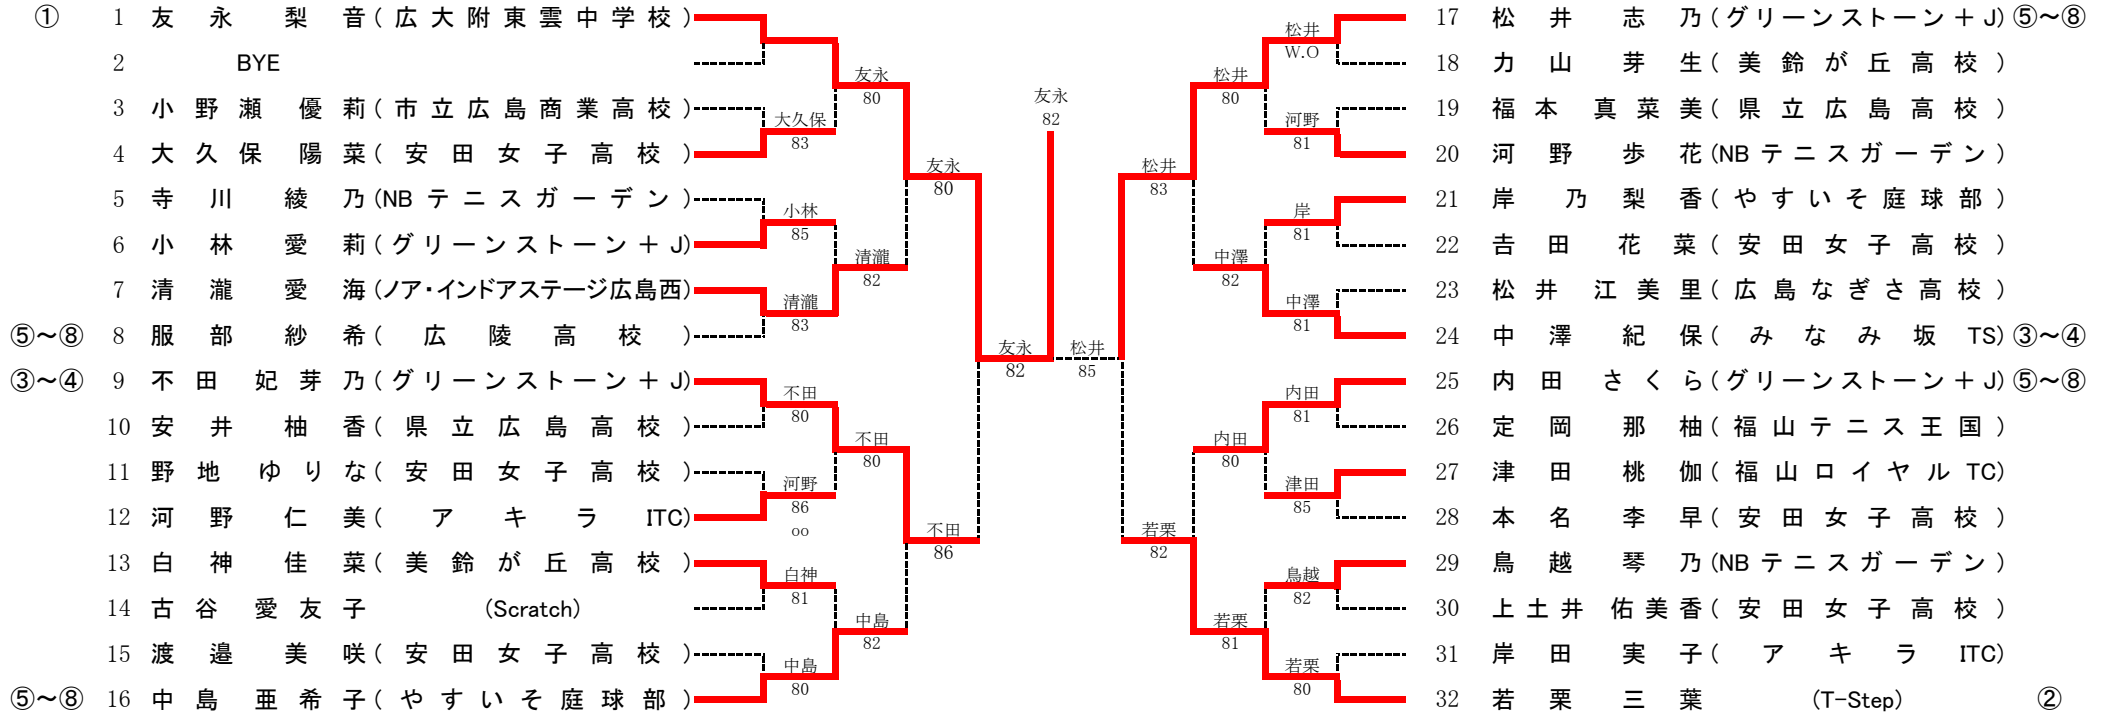 ① 1 友永 梨音(広大附東雲中学校)
2 BYE
3 小野瀬 優莉(市立広島商業高校)
4 大久保 陽菜(安田女子高校)
5 寺川 綾乃(NBテニスガーデン)
6 小林 愛莉(グリーンストーン+J)
7 清瀧 愛海(ノア・インドアステージ広島西)
⑤~⑧ 8 服部 紗希(広陵高校)
③~④ 9 不田 妃芽乃(グリーンストーン+J)
10 安井 柚香(県立広島高校)
11 野地 ゆりな(安田女子高校)
12 河野 仁美(アキラITC)
13 白神 佳菜(美鈴が丘高校)
14 古谷 愛友子 (Scratch)
15 渡邉 美咲(安田女子高校)
⑤~⑧ 16 中島 亜希子(やすいそ庭球部)
大久保
83
小林
85
清瀧
83
不田
80
河野
86
oo
白神
81
中島
80
友永
80
清瀧
82
不田
80
中島
82
友永
80
不田
86
友永
82
友永
82
松井
85
松井
83
若栗
82
松井
80
中澤
82
内田
80
若栗
81
松井
W.O
河野
81
岸
81
中澤
81
内田
81
津田
85
鳥越
82
若栗
80
17 松井 志乃(グリーンストーン+J) ⑤~⑧
18 力山 芽生(美鈴が丘高校)
19 福本 真菜美(県立広島高校)
20 河野 歩花(NBテニスガーデン)
21 岸 乃梨香(やすいそ庭球部)
22 吉田 花菜(安田女子高校)
23 松井 江美里(広島なぎさ高校)
24 中澤 紀保(みなみ坂TS) ③~④
25 内田 さくら(グリーンストーン+J) ⑤~⑧
26 定岡 那柚(福山テニス王国)
27 津田 桃伽(福山ロイヤルTC)
28 本名 李早(安田女子高校)
29 鳥越 琴乃(NBテニスガーデン)
30 上土井 佑美香(安田女子高校)
31 岸田 実子(アキラITC)
32 若栗 三葉 (T-Step) ②